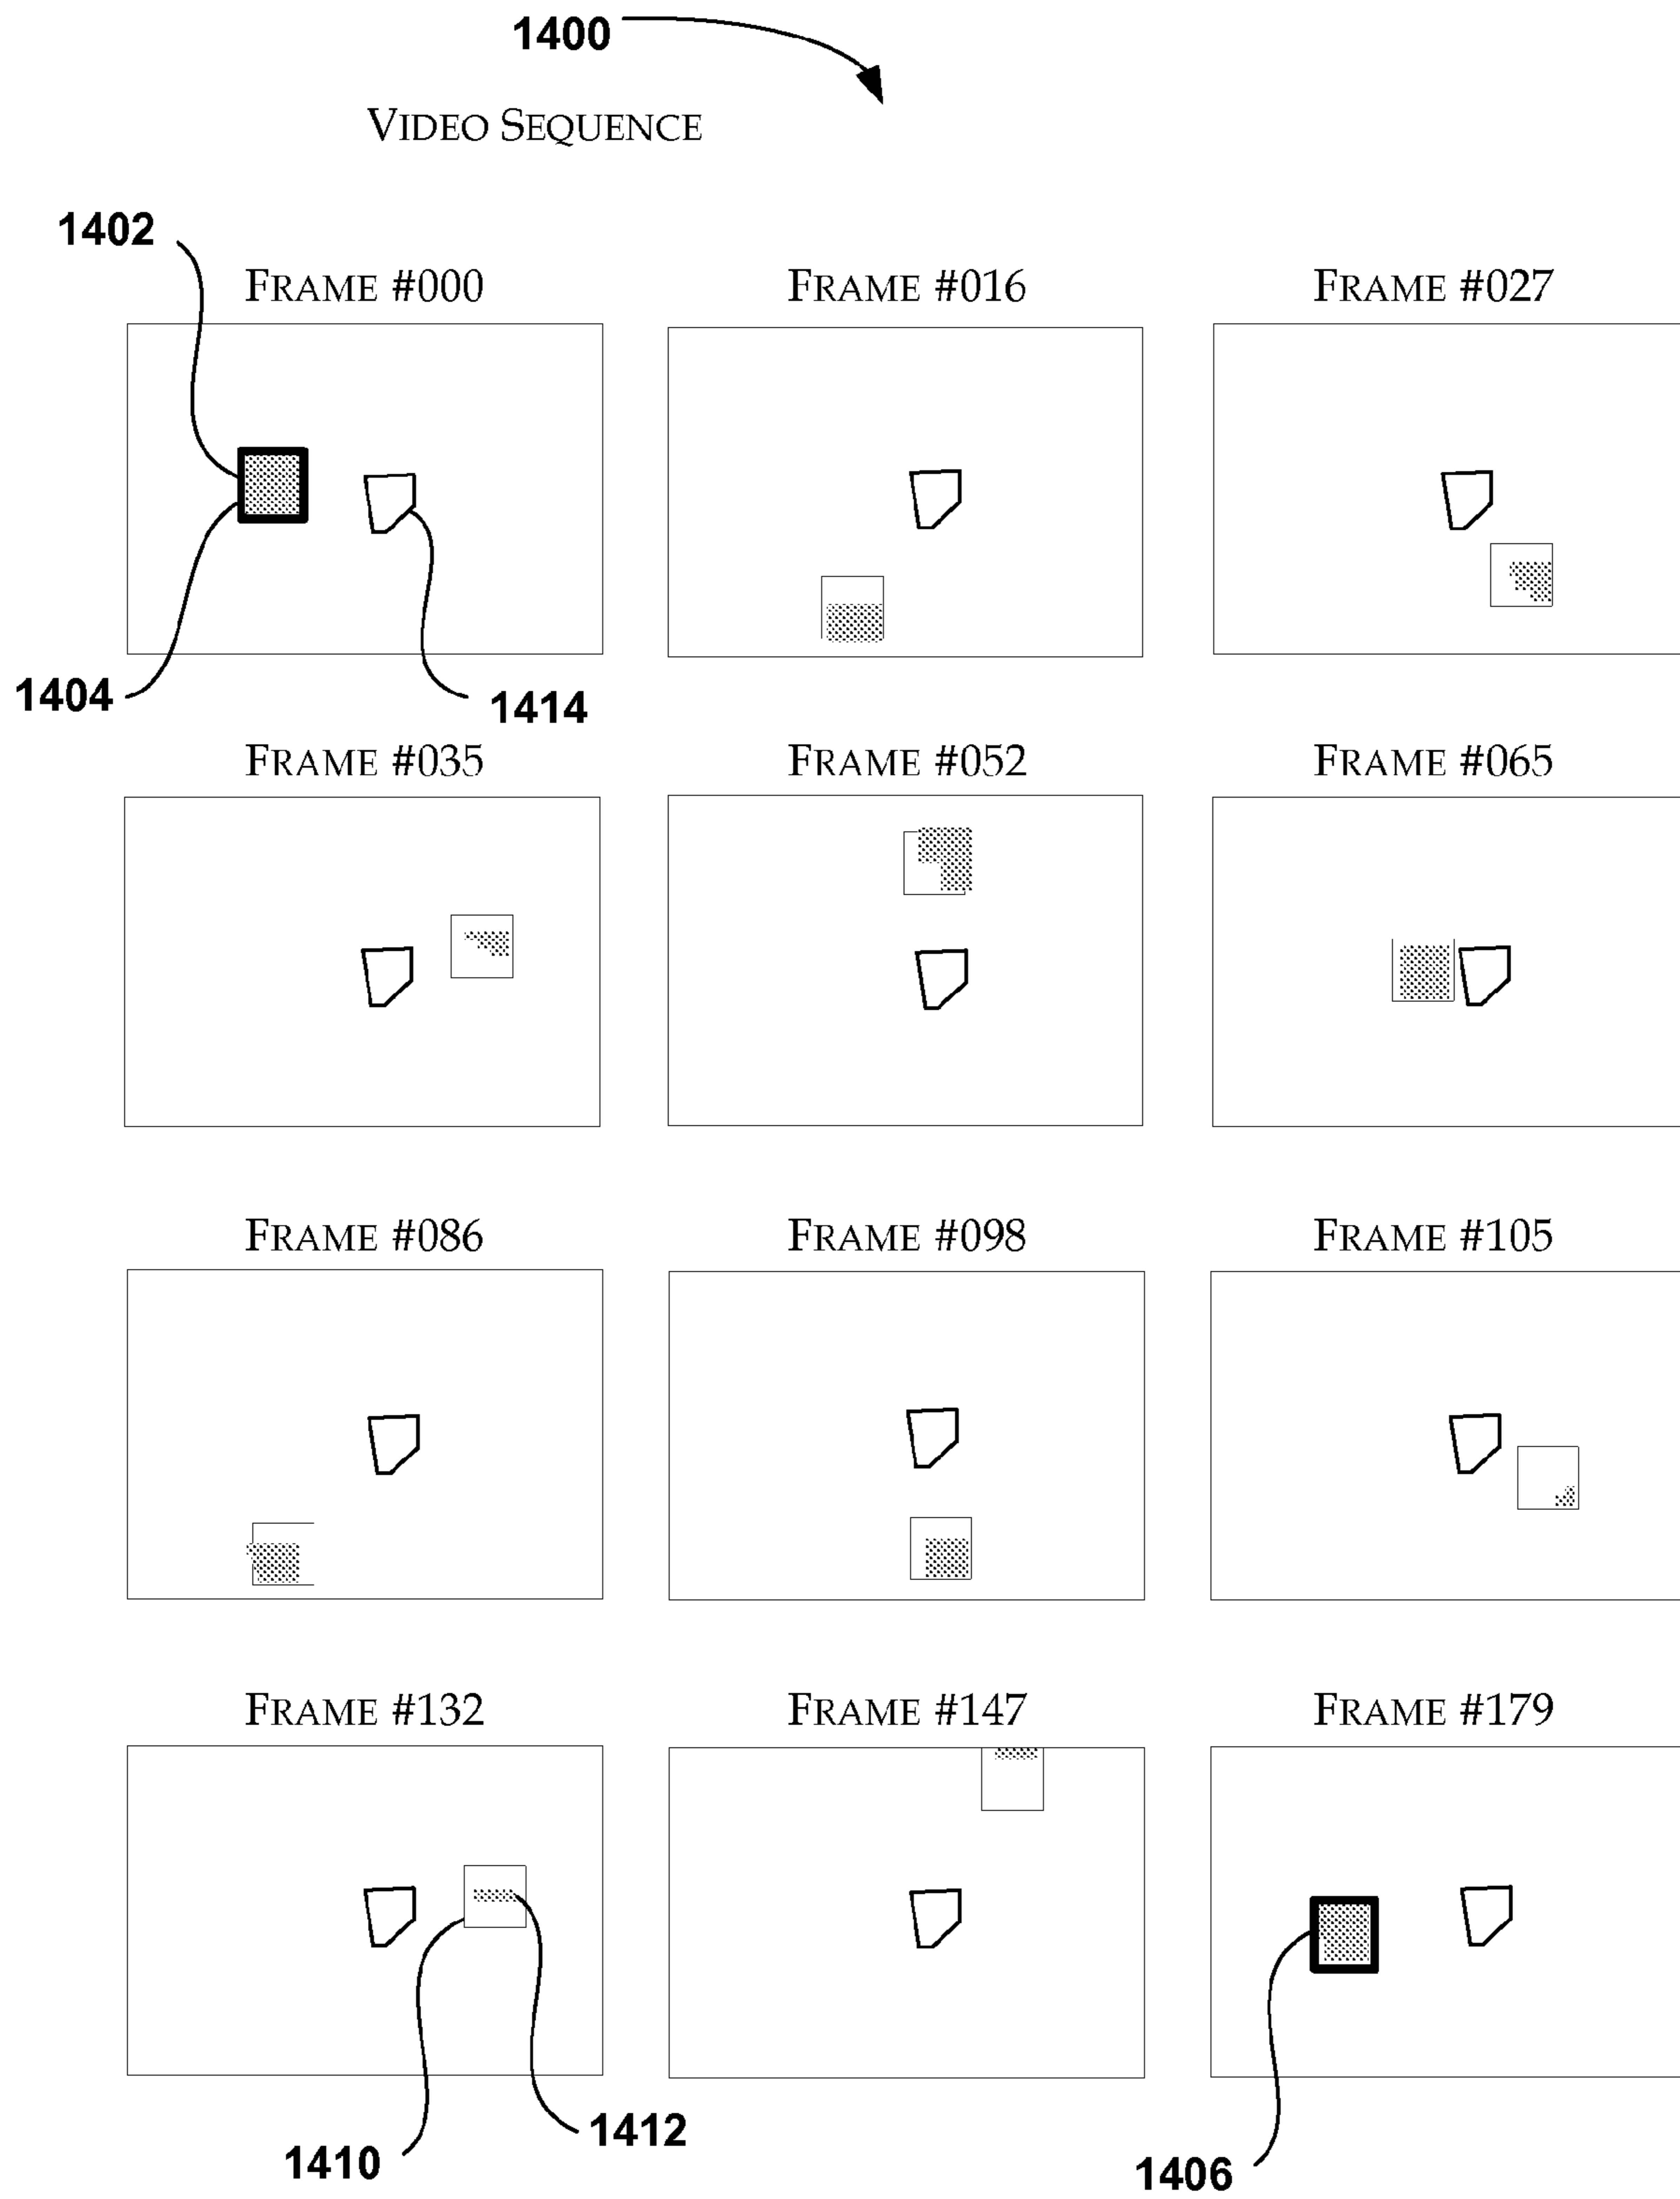 1400
VIDEO SEQUENCE
1402
FRAME #000
FRAME #016
FRAME #027
1404
1414
FRAME #035
FRAME #052
FRAME #065
FRAME #086
FRAME #098
FRAME #105
FRAME #132
FRAME #147
FRAME #179
1410
1412
1406